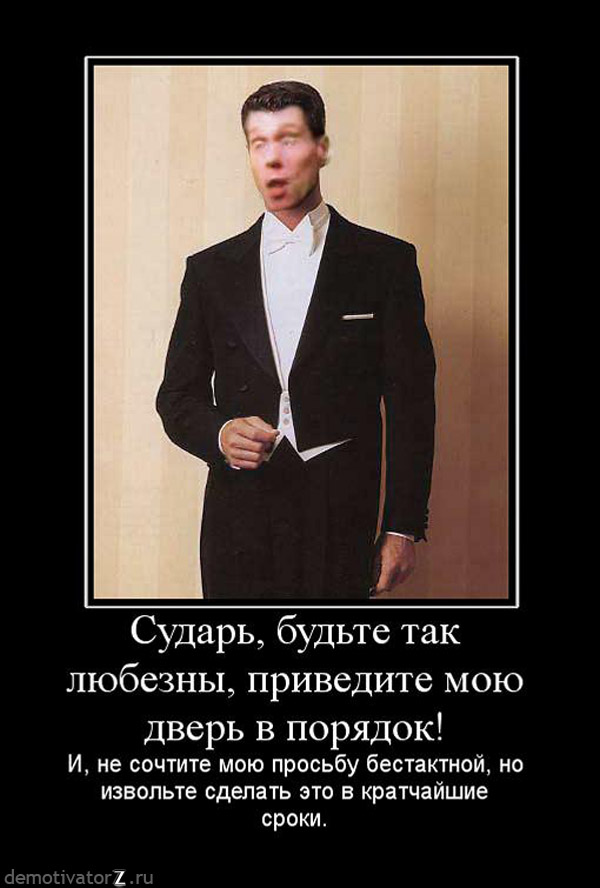 Сударь, будьте так
любезны, приведите мою
дверь в порядок!
И, не сочтите мою просьбу бестактной, но
извольте сделать это в кратчайшие
сроки.
demotivatorZ.ru